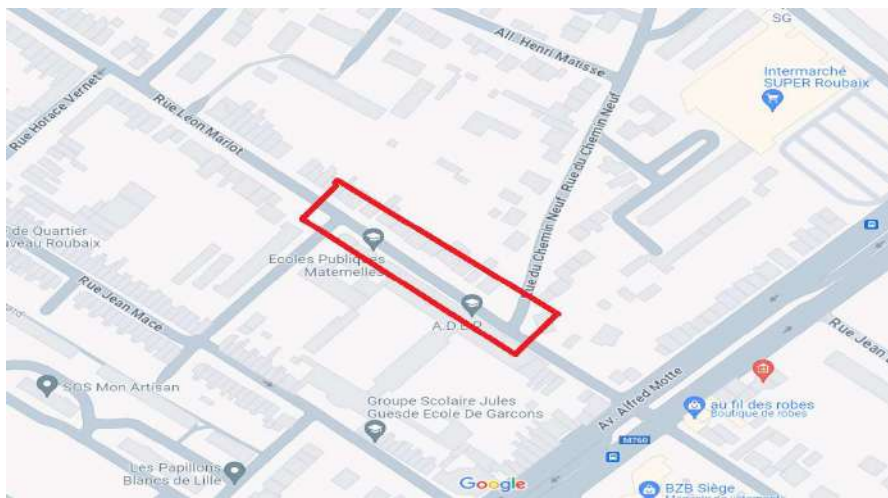 SG
All. Henri Matisse
Intermarché
SUPER Roubaix
Rue Horace Vernet
Rue Léon Marlot
Rue du Chemin Neuf
Rue du Chemin Neuf
de Quartier
uveau Roubaix
Ecoles Publiques
Maternelles
Rue Jean Mace
A.D.E.P
Rue Jean
SOS Mon Artisan
Groupe Scolaire Jules
Guesde Ecole De Garcons
Av. Alfred Motte
au fil des robes
Boutique de robes
M760
Les Papillons
Blancs de Lille
Google
BZB Siège